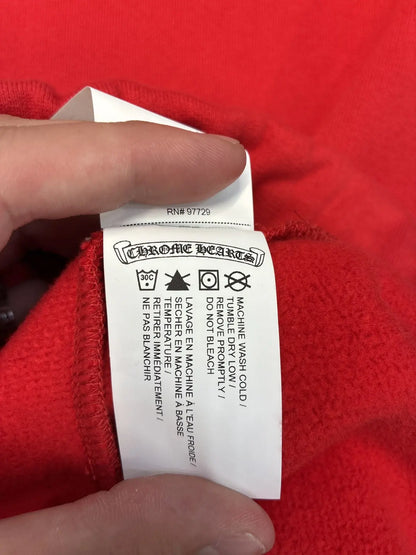 RN# 97729
CHROME HEARTS
30C
MACHINE WASH COLD /
TUMBLE DRY LOW /
REMOVE PROMPTLY /
DO NOT BLEACH
LAVAGE EN MACHINE À L'EAU FROIDE/
SECHER EN MACHINE A BASSE
TEMPERATURE /
RETIRER IMMÉDIATEMENT /
NE PAS BLANCHIR